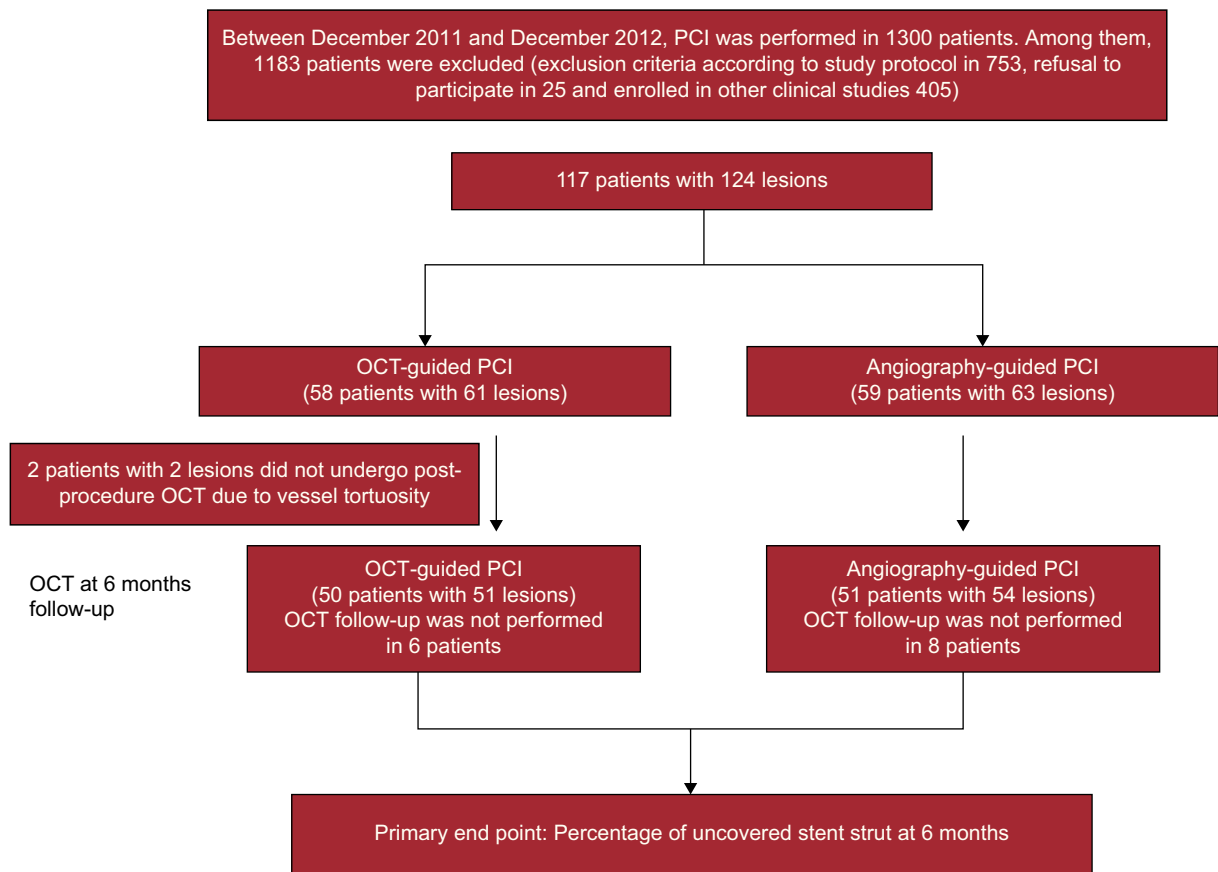 Between December 2011 and December 2012, PCI was performed in 1300 patients. Among them,
1183 patients were excluded (exclusion criteria according to study protocol in 753, refusal to
participate in 25 and enrolled in other clinical studies 405)
117 patients with 124 lesions
OCT-guided PCI
(58 patients with 61 lesions)
Angiography-guided PCI
(59 patients with 63 lesions)
2 patients with 2 lesions did not undergo post-
procedure OCT due to vessel tortuosity
OCT at 6 months
follow-up
OCT-guided PCI
(50 patients with 51 lesions)
OCT follow-up was not performed
in 6 patients
Angiography-guided PCI
(51 patients with 54 lesions)
OCT follow-up was not performed
in 8 patients
Primary end point: Percentage of uncovered stent strut at 6 months